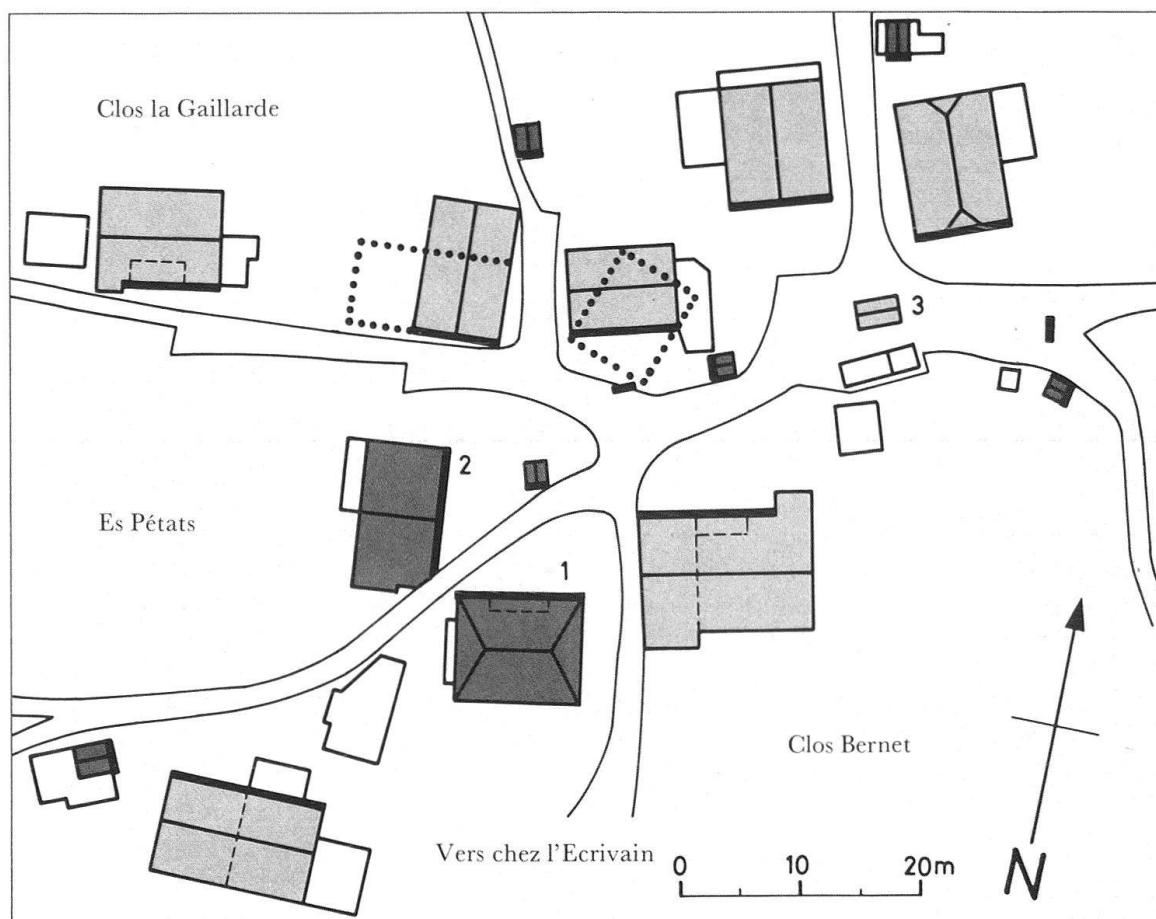 Clos la Gaillarde
3
2
Es Pétats
1
Clos Bernet
Vers chez l'Ecrivain
0 10 20m
N